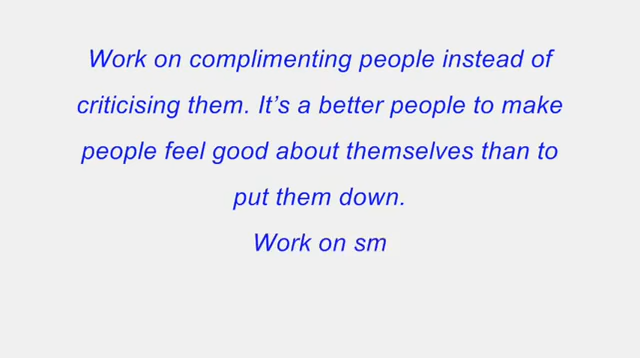 Work on complimenting people instead of
criticising them. It’s a better people to make
people feel good about themselves than to
put them down.
Work on sm